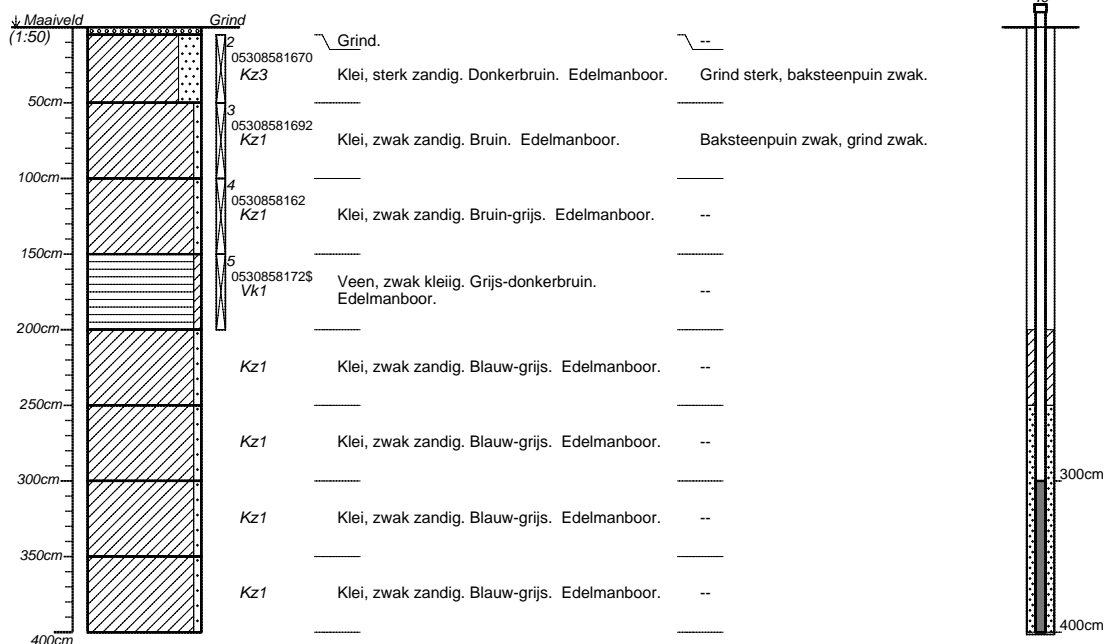 Maaiveld Grind
(1:50)
2
Grind. --
05308581670
Kz3 Klei, sterk zandig. Donkerbruin. Edelmanboor. Grind sterk, baksteenpuin zwak.
50cm
3
05308581692
Kz1 Klei, zwak zandig. Bruin. Edelmanboor. Baksteenpuin zwak, grind zwak.
100cm
4
0530858162
Kz1 Klei, zwak zandig. Bruin-grijs. Edelmanboor. --
150cm
5
0530858172$
Vk1 Veen, zwak kleiig. Grijs-donkerbruin. --
Edelmanboor.
200cm
Kz1 Klei, zwak zandig. Blauw-grijs. Edelmanboor. --
250cm
Kz1 Klei, zwak zandig. Blauw-grijs. Edelmanboor. --
300cm 300cm
Kz1 Klei, zwak zandig. Blauw-grijs. Edelmanboor. --
350cm
Kz1 Klei, zwak zandig. Blauw-grijs. Edelmanboor. --
400cm 400cm